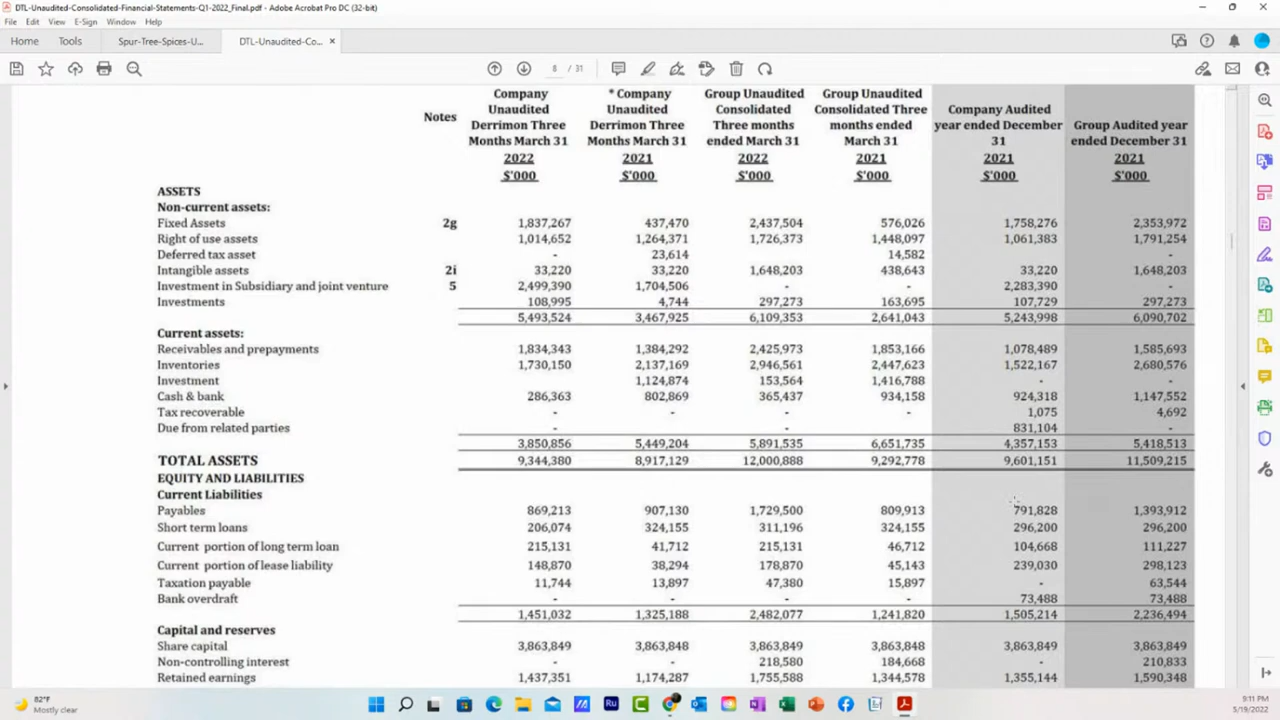 DTL-Unaudited-Consolidated-Financial-Statements-Q1-2022_Final.pdf - Adobe Acrobat Pro DC (32-bit)
File Edit View E-Sign Window Help
Home Tools Spur-Tree-Spices-U... DTL-Unaudited-Co... ×
8 / 31
Notes Company Unaudited Derrimon Three Months March 31 2022 $'000 * Company Unaudited Derrimon Three Months March 31 2021 $'000 Group Unaudited Consolidated Three months ended March 31 2022 $'000 Group Unaudited Consolidated Three months ended March 31 2021 $'000 Company Audited year ended December 31 2021 $'000 Group Audited year ended December 31 2021 $'000
ASSETS
Non-current assets:
Fixed Assets 2g 1,837,267 437,470 2,437,504 576,026 1,758,276 2,353,972
Right of use assets 1,014,652 1,264,371 1,726,373 1,448,097 1,061,383 1,791,254
Deferred tax asset - 23,614 14,582 - -
Intangible assets 2i 33,220 33,220 1,648,203 438,643 33,220 1,648,203
Investment in Subsidiary and joint venture 5 2,499,390 1,704,506 - - 2,283,390 -
Investments 108,995 4,744 297,273 163,695 107,729 297,273
5,493,524 3,467,925 6,109,353 2,641,043 5,243,998 6,090,702
Current assets:
Receivables and prepayments 1,834,343 1,384,292 2,425,973 1,853,166 1,078,489 1,585,693
Inventories 1,730,150 2,137,169 2,946,561 2,447,623 1,522,167 2,680,576
Investment 1,124,874 153,564 1,416,788 - -
Cash & bank 286,363 802,869 365,437 934,158 924,318 1,147,552
Tax recoverable - - - - 1,075 4,692
Due from related parties - - - 831,104 -
3,850,856 5,449,204 5,891,535 6,651,735 4,357,153 5,418,513
TOTAL ASSETS 9,344,380 8,917,129 12,000,888 9,292,778 9,601,151 11,509,215
EQUITY AND LIABILITIES
Current Liabilities
Payables 869,213 907,130 1,729,500 809,913 791,828 1,393,912
Short term loans 206,074 324,155 311,196 324,155 296,200 296,200
Current portion of long term loan 215,131 41,712 215,131 46,712 104,668 111,227
Current portion of lease liability 148,870 38,294 178,870 45,143 239,030 298,123
Taxation payable 11,744 13,897 47,380 15,897 - 63,544
Bank overdraft - - - - 73,488 73,488
1,451,032 1,325,188 2,482,077 1,241,820 1,505,214 2,236,494
Capital and reserves
Share capital 3,863,849 3,863,848 3,863,849 3,863,848 3,863,849 3,863,849
Non-controlling interest - - 218,580 184,668 - 210,833
Retained earnings 1,437,351 1,174,287 1,755,588 1,344,578 1,355,144 1,590,348
82°F
Mostly clear
9:11 PM
5/19/2022